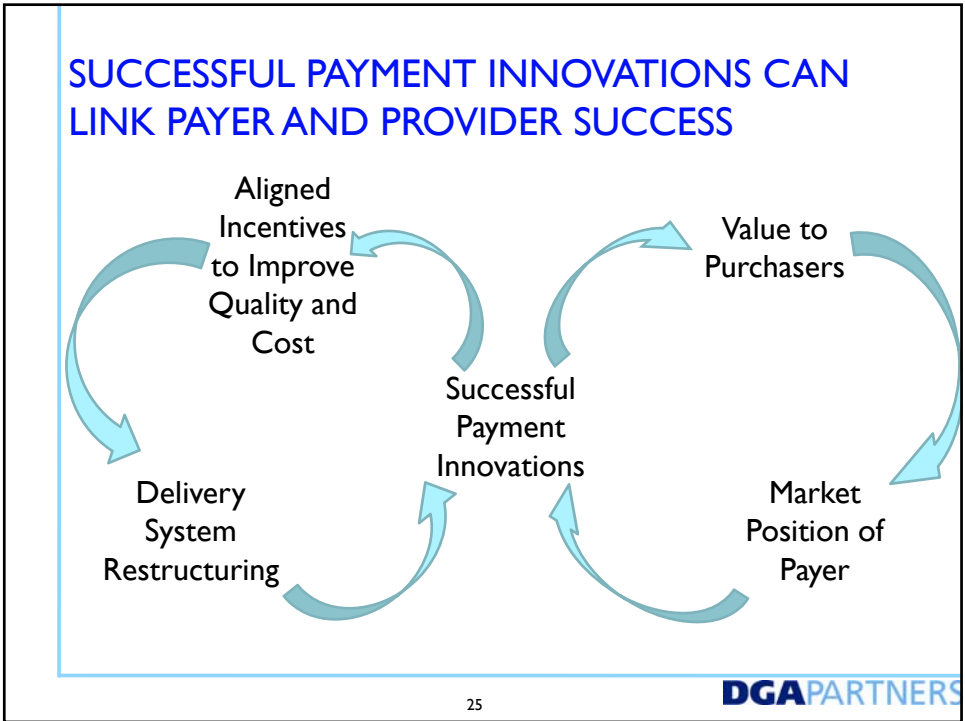 SUCCESSFUL PAYMENT INNOVATIONS CAN
LINK PAYER AND PROVIDER SUCCESS
Aligned
Incentives
to Improve
Quality and
Cost
Value to
Purchasers
Successful
Payment
Innovations
Delivery
System
Restructuring
Market
Position of
Payer
25
DGAPARTNERS